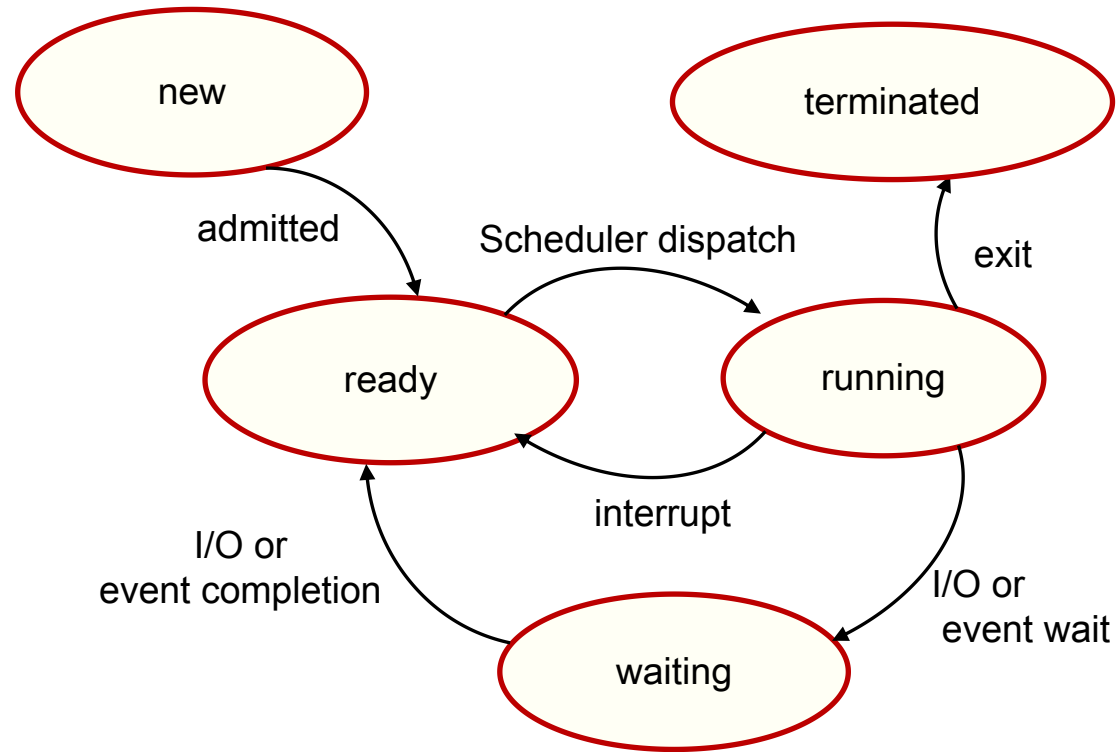 new
terminated
admitted
Scheduler dispatch
exit
ready
running
interrupt
I/O or
event completion
I/O or
event wait
waiting